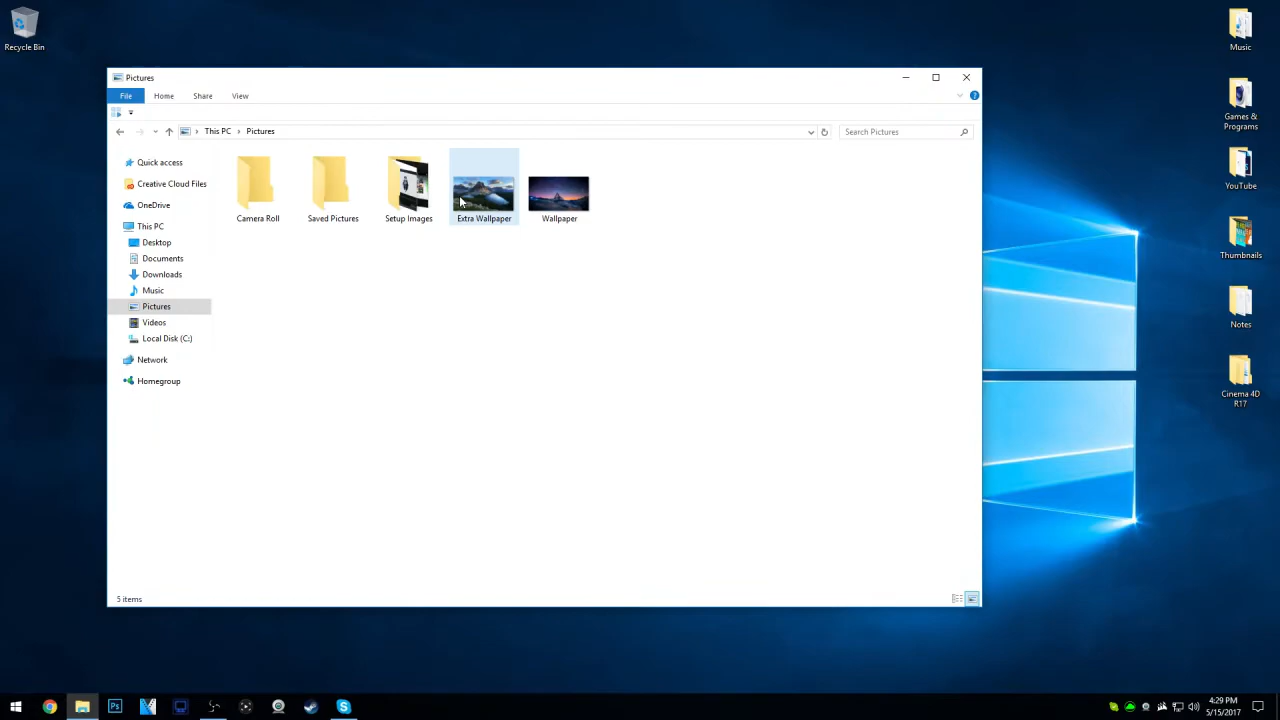 Recycle Bin
Music
Games &
Programs
YouTube
Thumbnails
Notes
Cinema 4D
R17
Pictures
File Home Share View
This PC > Pictures
Search Pictures
Quick access
Creative Cloud Files
OneDrive
This PC
Desktop
Documents
Downloads
Music
Pictures
Videos
Local Disk (C:)
Network
Homegroup
Camera Roll
Saved Pictures
Setup Images
Extra Wallpaper
Wallpaper
5 items
Ps
4:29 PM
5/15/2017